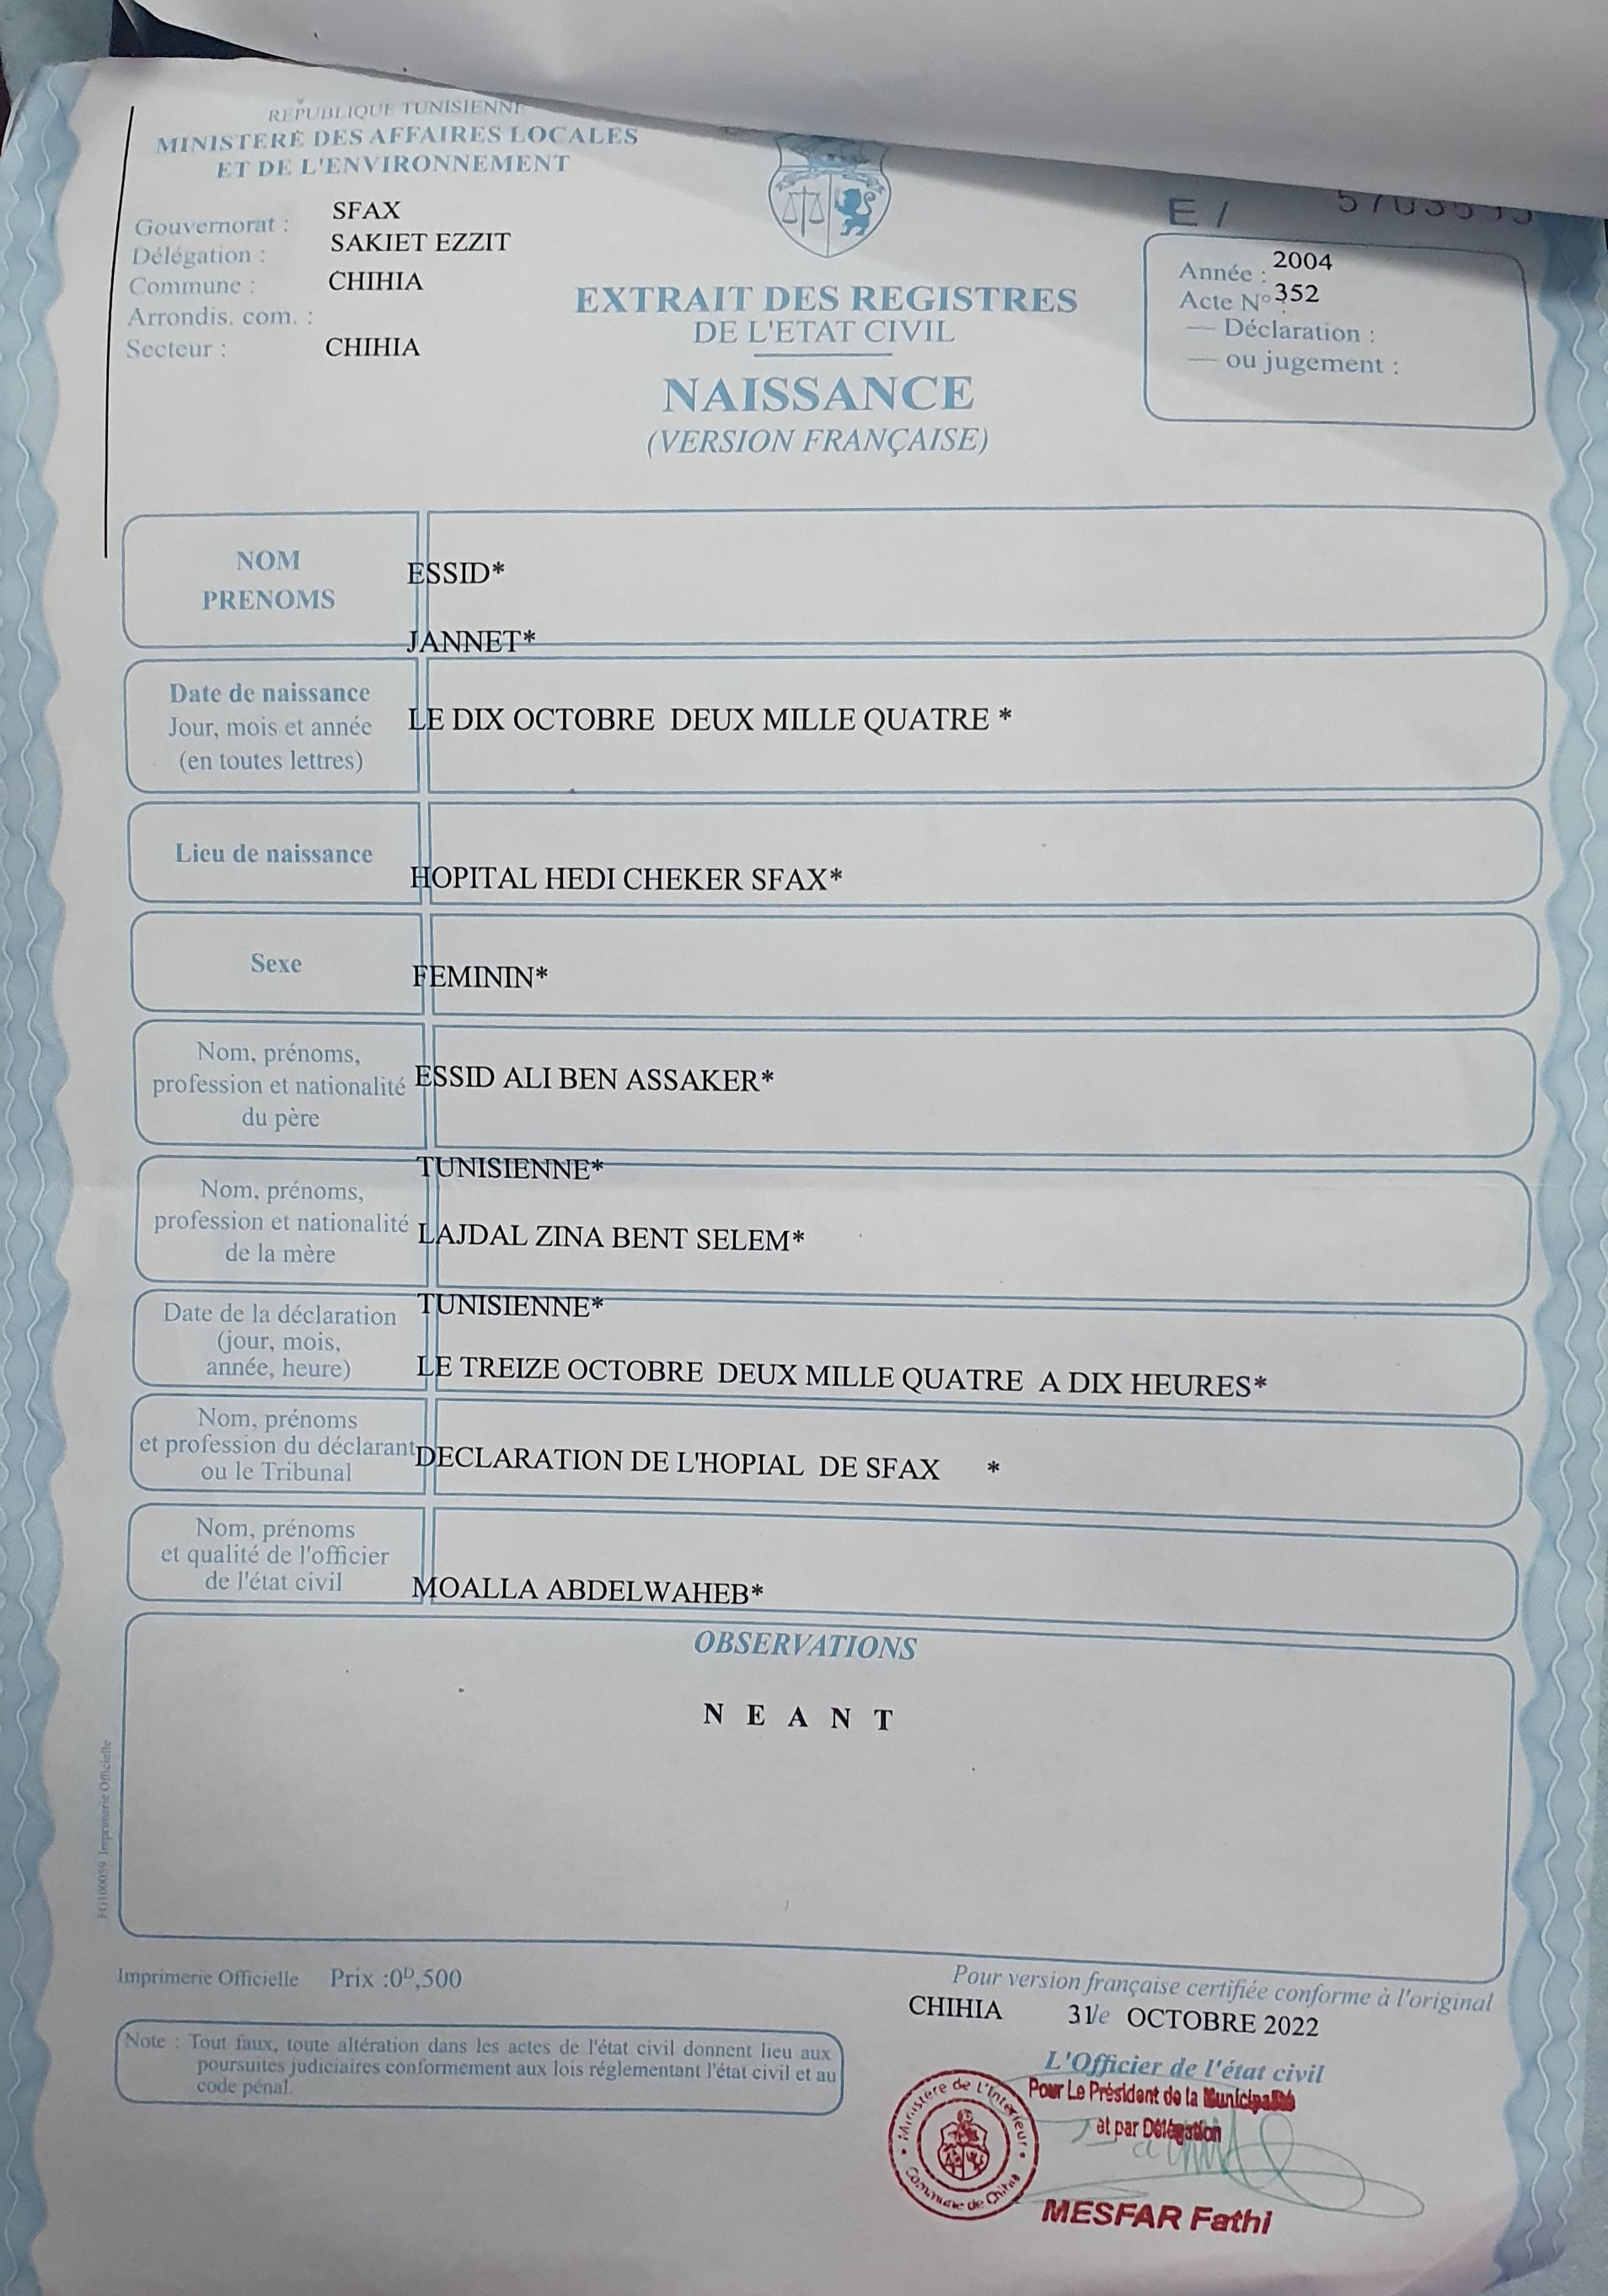 REPUBLIQUE TUNISIENNE
MINISTERE DES AFFAIRES LOCALES
ET DE L'ENVIRONNEMENT
Gouvernorat : SFAX
Délégation : SAKIET EZZIT
Commune : CHIHIA
Arrondis. com. :
Secteur : CHIHIA
EXTRAIT DES REGISTRES
DE L'ETAT CIVIL
NAISSANCE
(VERSION FRANÇAISE)
E /
Année : 2004
Acte N° 352
— Déclaration :
— ou jugement :
NOM
PRENOMS
ESSID*
JANNET*
Date de naissance
Jour, mois et année
(en toutes lettres)
LE DIX OCTOBRE DEUX MILLE QUATRE *
Lieu de naissance
HOPITAL HEDI CHEKER SFAX*
Sexe
FEMININ*
Nom, prénoms,
profession et nationalité
du père
ESSID ALI BEN ASSAKER*
TUNISIENNE*
Nom, prénoms,
profession et nationalité
de la mère
LAJDAL ZINA BENT SELEM*
TUNISIENNE*
Date de la déclaration
(jour, mois,
année, heure)
LE TREIZE OCTOBRE DEUX MILLE QUATRE A DIX HEURES*
Nom, prénoms
et profession du déclarant
ou le Tribunal
DECLARATION DE L'HOPIAL DE SFAX *
Nom, prénoms
et qualité de l'officier
de l'état civil
MOALLA ABDELWAHEB*
OBSERVATIONS
N E A N T
FG100059 Imprimerie Officielle
Imprimerie Officielle Prix :0D,500
Note : Tout faux, toute altération dans les actes de l'état civil donnent lieu aux
poursuites judiciaires conformement aux lois réglementant l'état civil et au
code pénal.
Pour version française certifiée conforme à l'original
CHIHIA 31le OCTOBRE 2022
L'Officier de l'état civil
Pour Le Président de la Municipalité
et par Délégation
Ministère de L'Interieur
Commune de Chihia
MESFAR Fathi